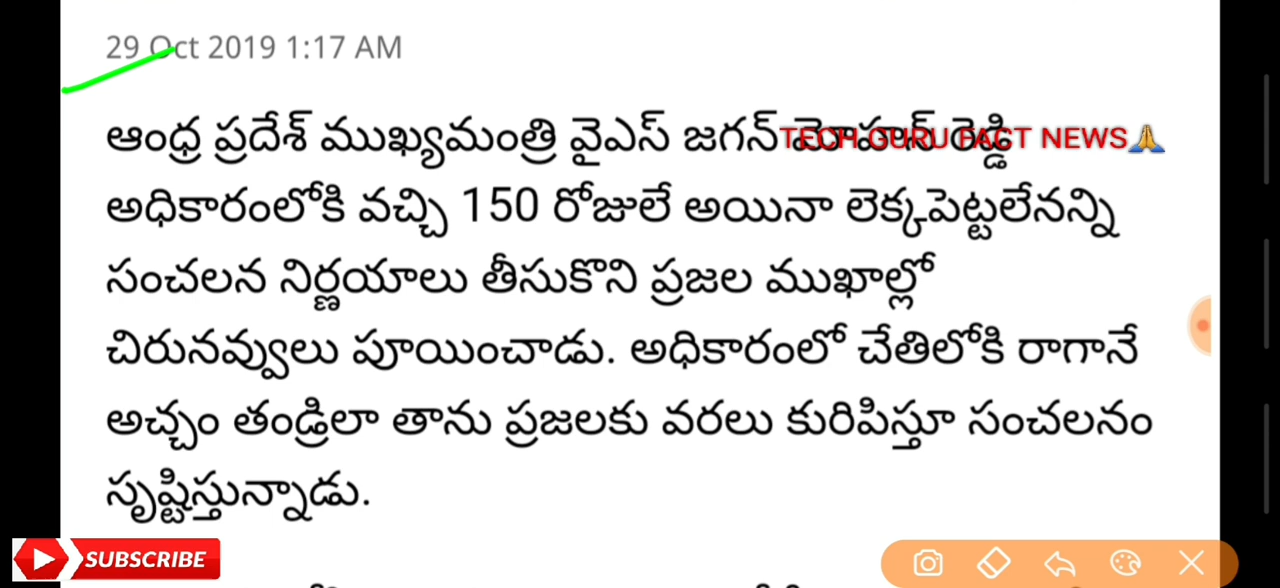 29 Oct 2019 1:17 AM
ఆంధ్ర ప్రదేశ్ ముఖ్యమంత్రి వైఎస్ జగన్ మోహన్ రెడ్డి
TECH GURU FACT NEWS🙏
అధికారంలోకి వచ్చి 150 రోజులే అయినా లెక్కపెట్టలేనన్ని
సంచలన నిర్ణయాలు తీసుకొని ప్రజల ముఖాల్లో
చిరునవ్వులు పూయించాడు. అధికారంలో చేతిలోకి రాగానే
అచ్చం తండ్రిలా తాను ప్రజలకు వరలు కురిపిస్తూ సంచలనం
సృష్టిస్తున్నాడు.
SUBSCRIBE